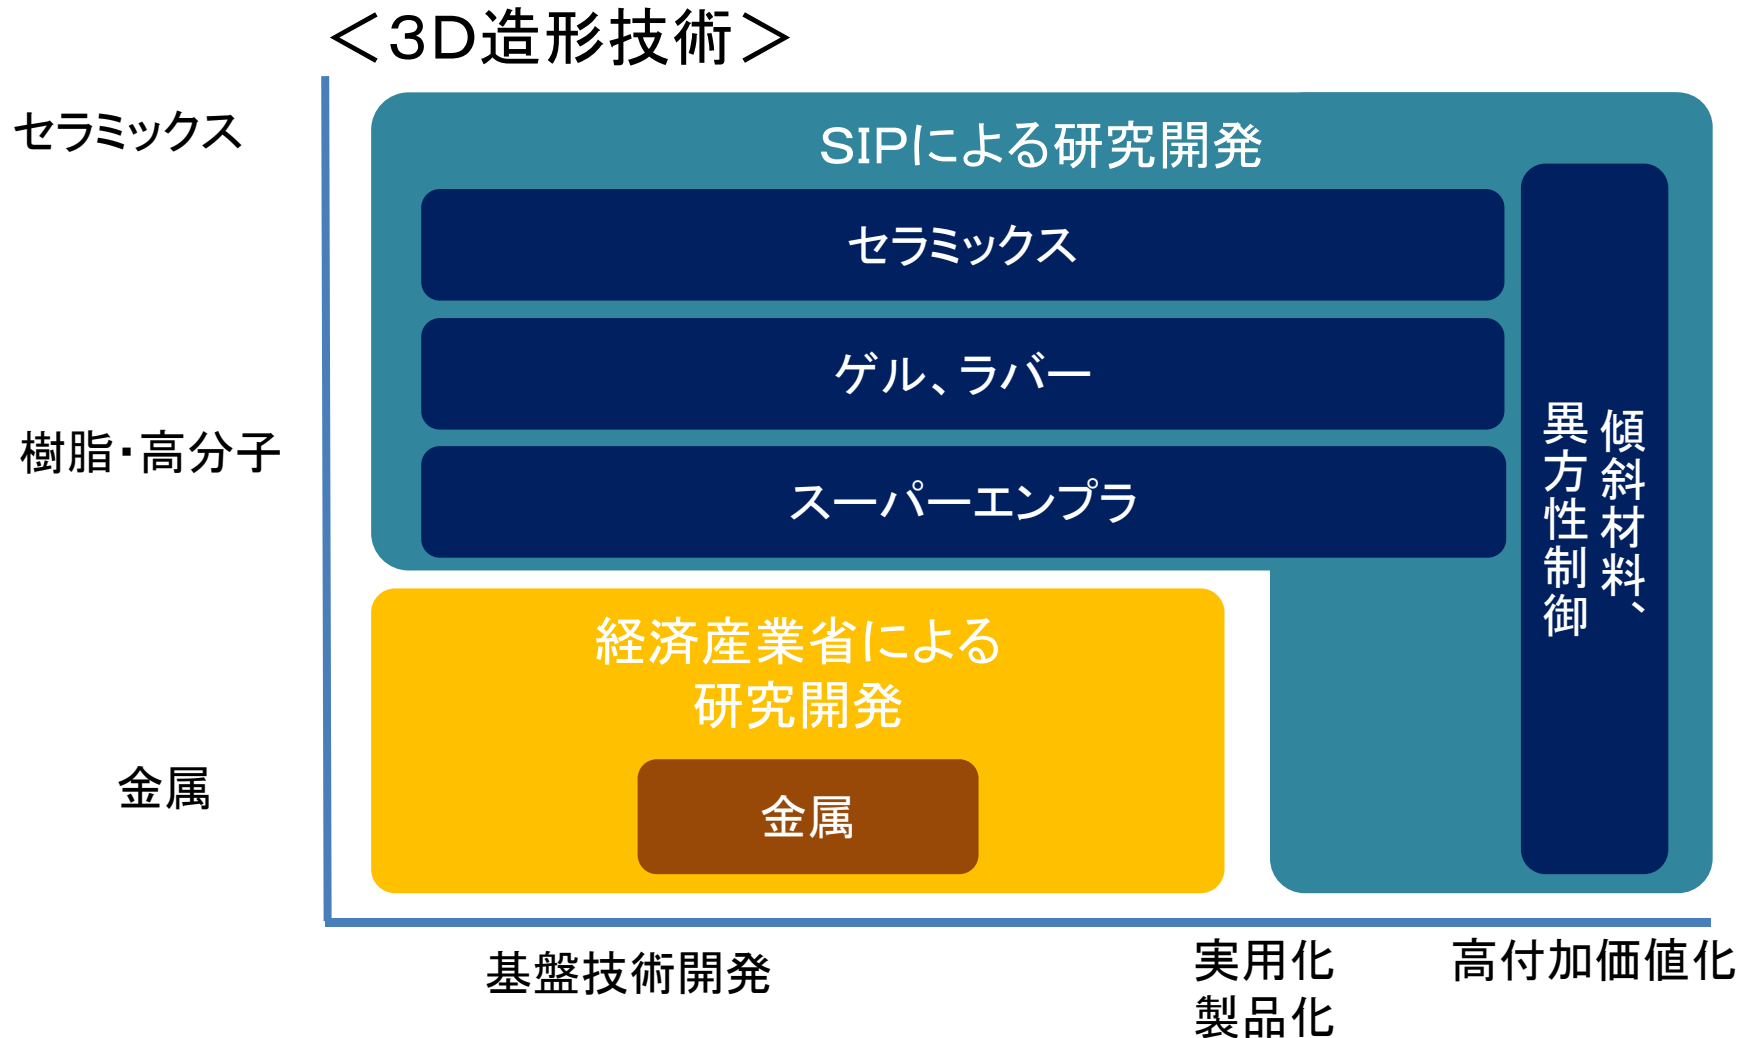 ＜３Ｄ造形技術＞
セラミックス
SIPによる研究開発
セラミックス
ゲル、ラバー
樹脂・高分子
スーパーエンプラ
傾斜材料、
異方性制御
経済産業省による
研究開発
金属
金属
基盤技術開発
実用化
製品化
高付加価値化